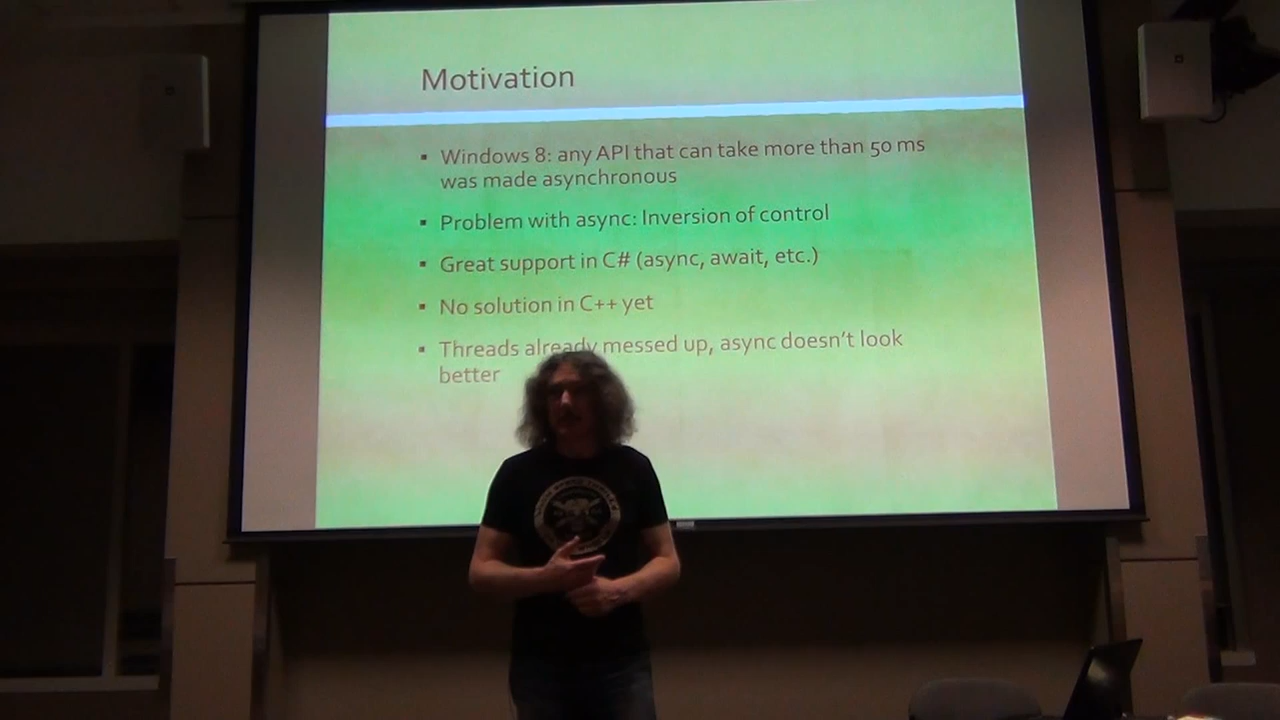 Motivation
▪ Windows 8: any API that can take more than 50 ms
was made asynchronous
▪ Problem with async: Inversion of control
▪ Great support in C# (async, await, etc.)
▪ No solution in C++ yet
▪ Threads already messed up, async doesn't look
better